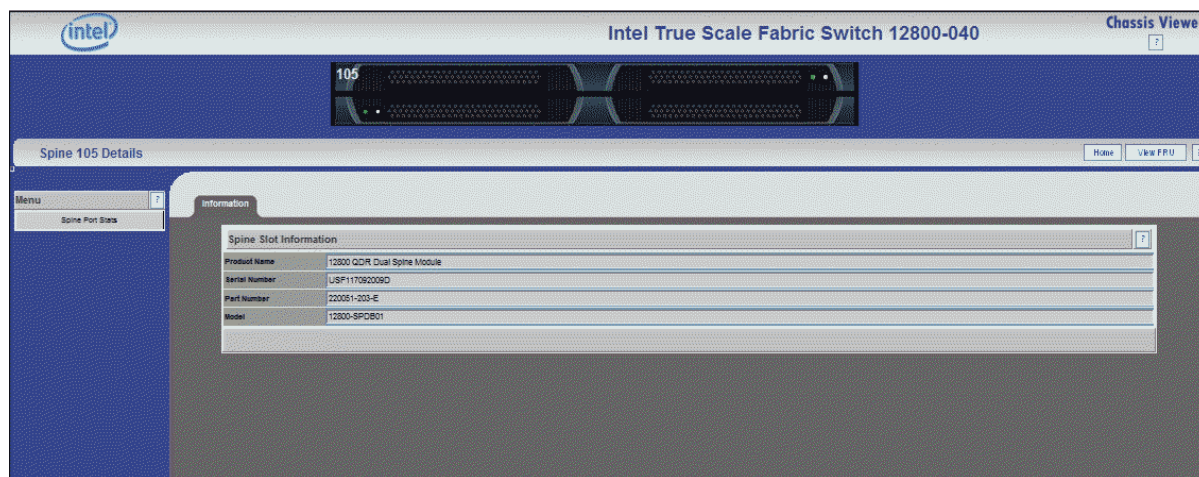 intel
Intel True Scale Fabric Switch 12800-040
Chassis Viewe
?
105
Spine 105 Details
Home
View FRU
Menu
?
Spine Port Stats
Information
Spine Slot Information
?
Product Name 12800 QDR Dual Spine Module
Serial Number USF117092009D
Part Number 220051-203-E
Model 12800-SPDB01